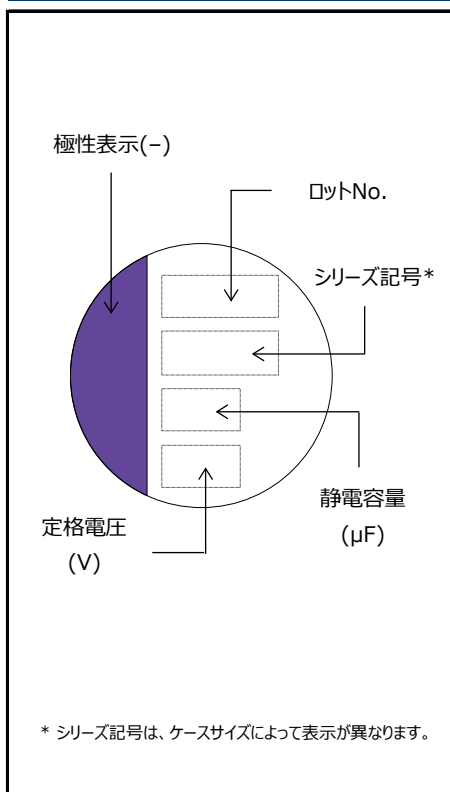 極性表示(−)
ロットNo.
シリーズ記号*
静電容量
(μF)
定格電圧
(V)
* シリーズ記号は、ケースサイズによって表示が異なります。